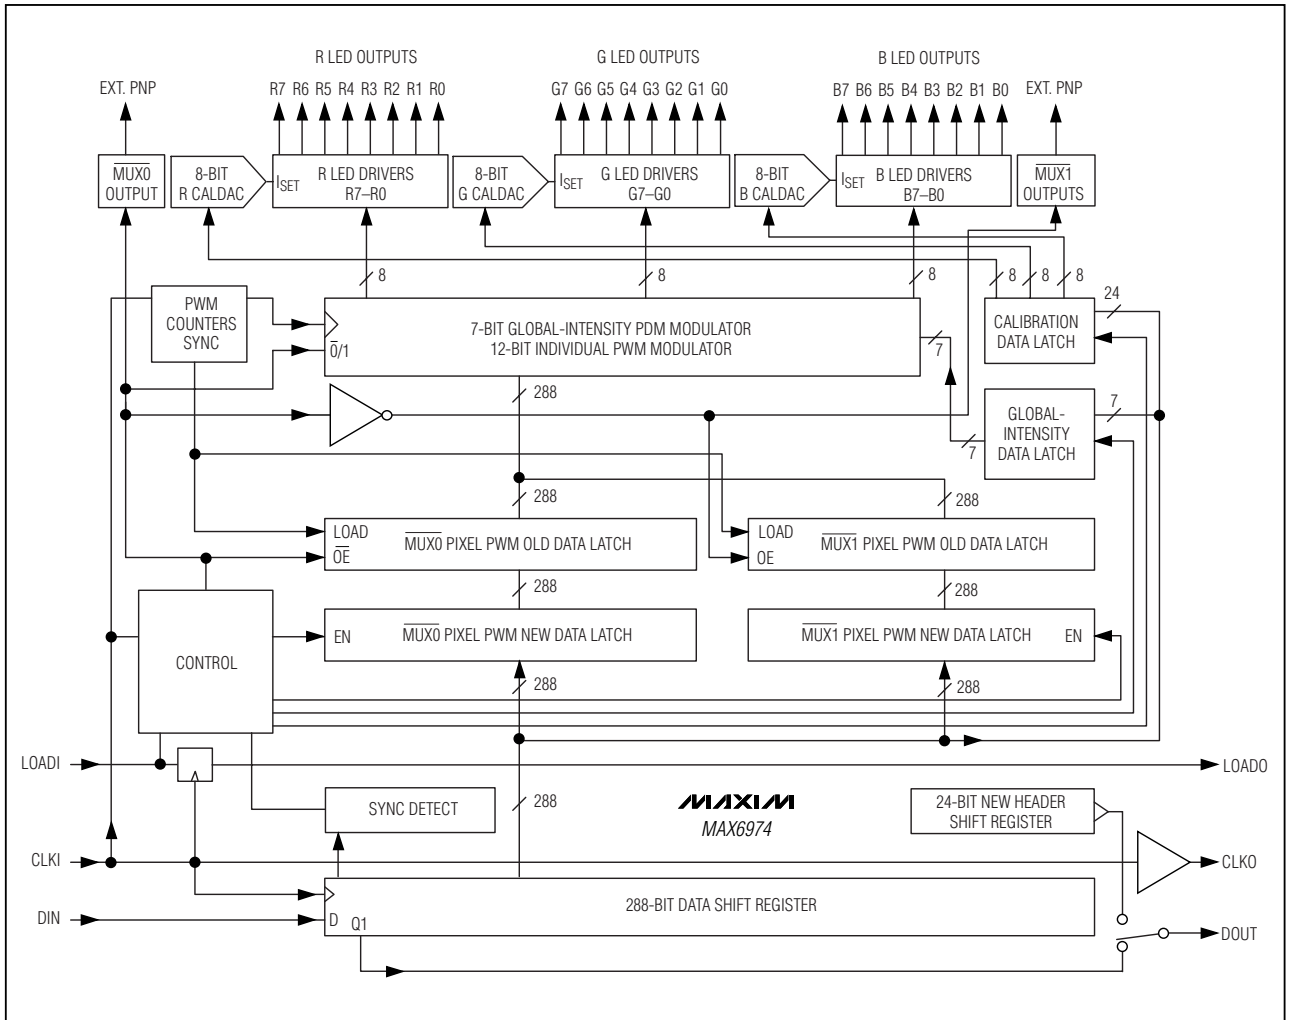 R LED OUTPUTS
G LED OUTPUTS
B LED OUTPUTS
EXT. PNP
R7 R6 R5 R4 R3 R2 R1 R0
G7 G6 G5 G4 G3 G2 G1 G0
B7 B6 B5 B4 B3 B2 B1 B0
EXT. PNP
MUX0
OUTPUT
8-BIT
R CALDAC
ISET
R LED DRIVERS
R7–R0
8-BIT
G CALDAC
ISET
G LED DRIVERS
G7–G0
8-BIT
B CALDAC
ISET
B LED DRIVERS
B7–B0
MUX1
OUTPUTS
8
8
8
8
8
8
24
PWM
COUNTERS
SYNC
0/1
7-BIT GLOBAL-INTENSITY PDM MODULATOR
12-BIT INDIVIDUAL PWM MODULATOR
7
CALIBRATION
DATA LATCH
288
7
GLOBAL-
INTENSITY
DATA LATCH
7
288
288
LOAD
OE
MUX0 PIXEL PWM OLD DATA LATCH
LOAD
OE
MUX1 PIXEL PWM OLD DATA LATCH
288
288
CONTROL
EN
MUX0 PIXEL PWM NEW DATA LATCH
MUX1 PIXEL PWM NEW DATA LATCH
EN
288
288
LOADI
LOADO
SYNC DETECT
288
MAXIM
MAX6974
24-BIT NEW HEADER
SHIFT REGISTER
CLKI
CLKO
DIN
D
Q1
288-BIT DATA SHIFT REGISTER
DOUT